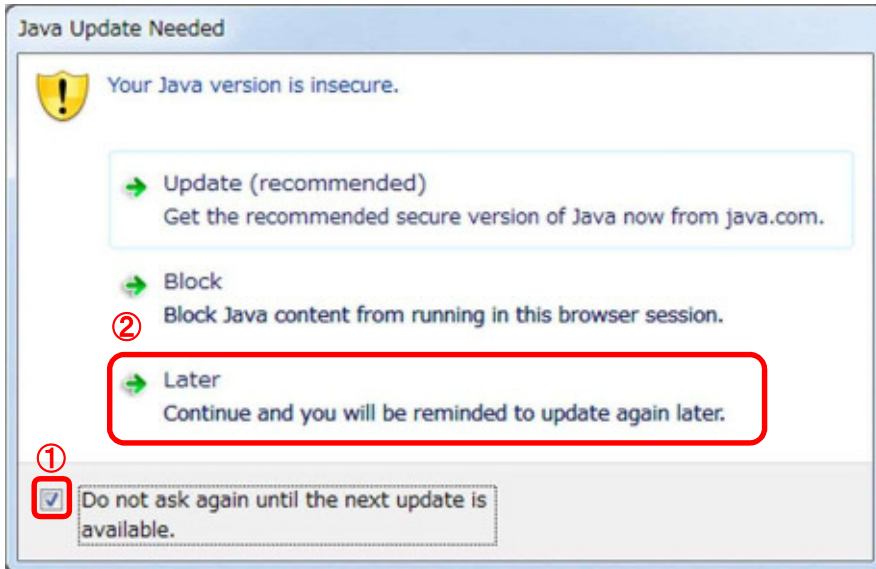 Java Update Needed
Your Java version is insecure.
Update (recommended)
Get the recommended secure version of Java now from java.com.
Block
Block Java content from running in this browser session.
②
Later
Continue and you will be reminded to update again later.
①
Do not ask again until the next update is
available.